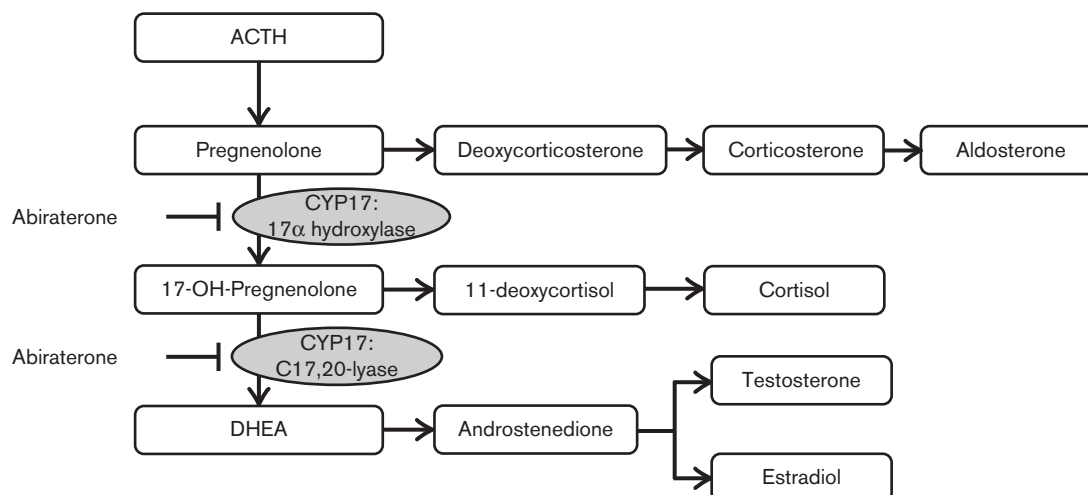 ACTH
Pregnenolone
Deoxycorticosterone
Corticosterone
Aldosterone
Abiraterone
CYP17:
17α hydroxylase
17-OH-Pregnenolone
11-deoxycortisol
Cortisol
Abiraterone
CYP17:
C17,20-lyase
Testosterone
DHEA
Androstenedione
Estradiol